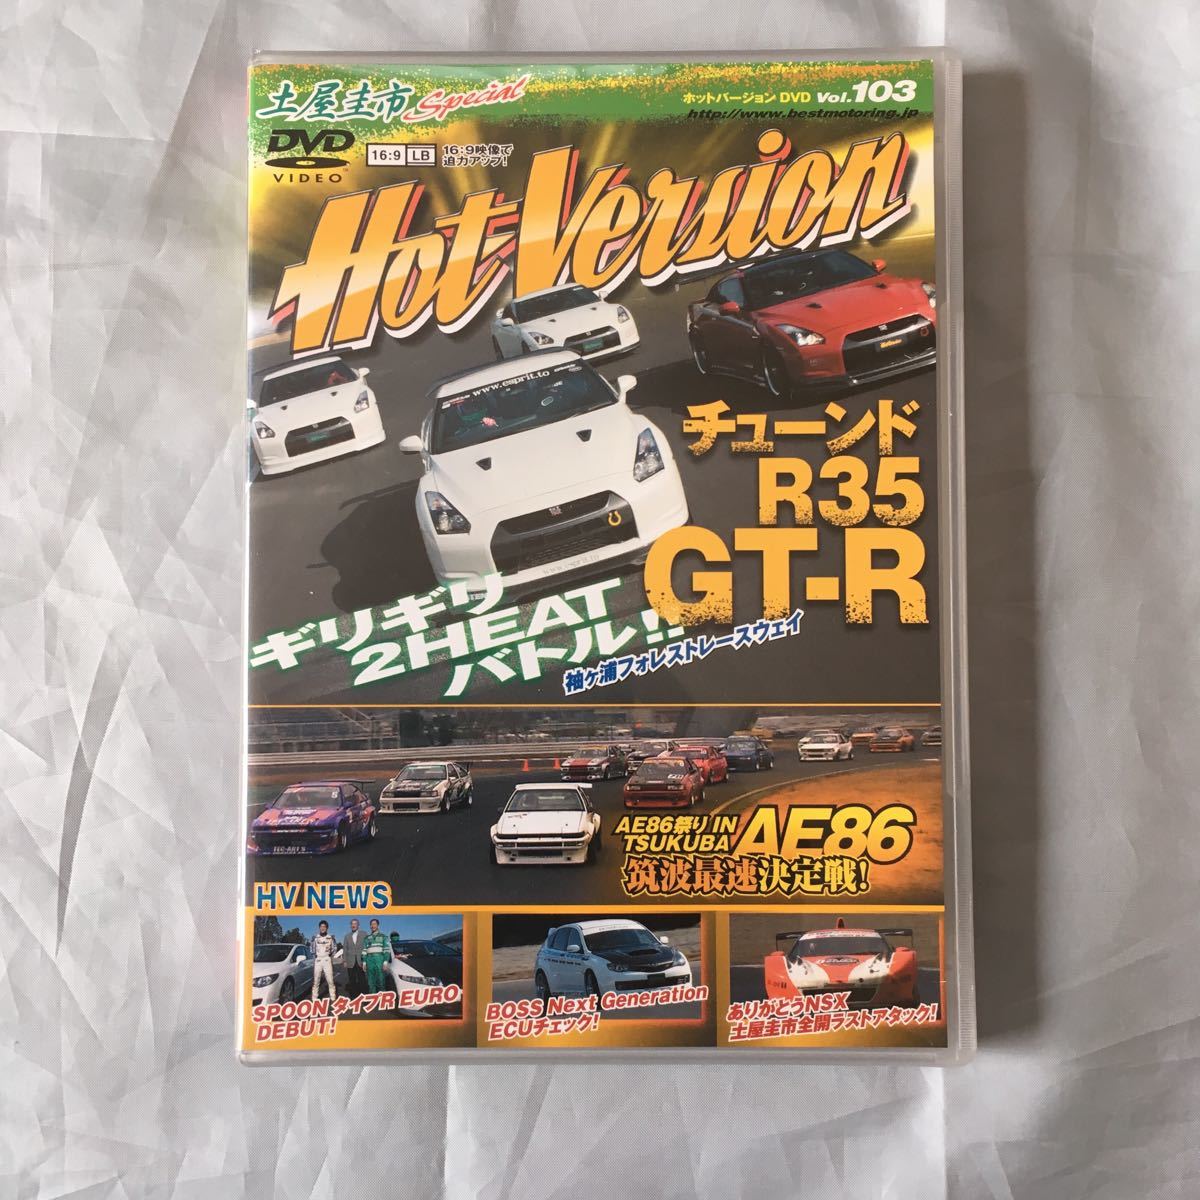 土屋圭市 Special
ホットバージョン DVD Vol.103
http://www.bestmotoring.jp
DVD
VIDEO
16:9 LB
16:9映像で
迫力アップ!
Hot-Version
www.esprit.to
チューンド
R35
GT-R
ギリギリ
2HEAT
バトル!!
袖ヶ浦フォレストレースウェイ
AE86祭り IN
TSUKUBA
AE86
筑波最速決定戦!
TEC-ART'S
HV NEWS
SPOON タイプR EURO
DEBUT!
BOSS Next Generation
ECUチェック!
ありがとうNSX
土屋圭市全開ラストアタック!